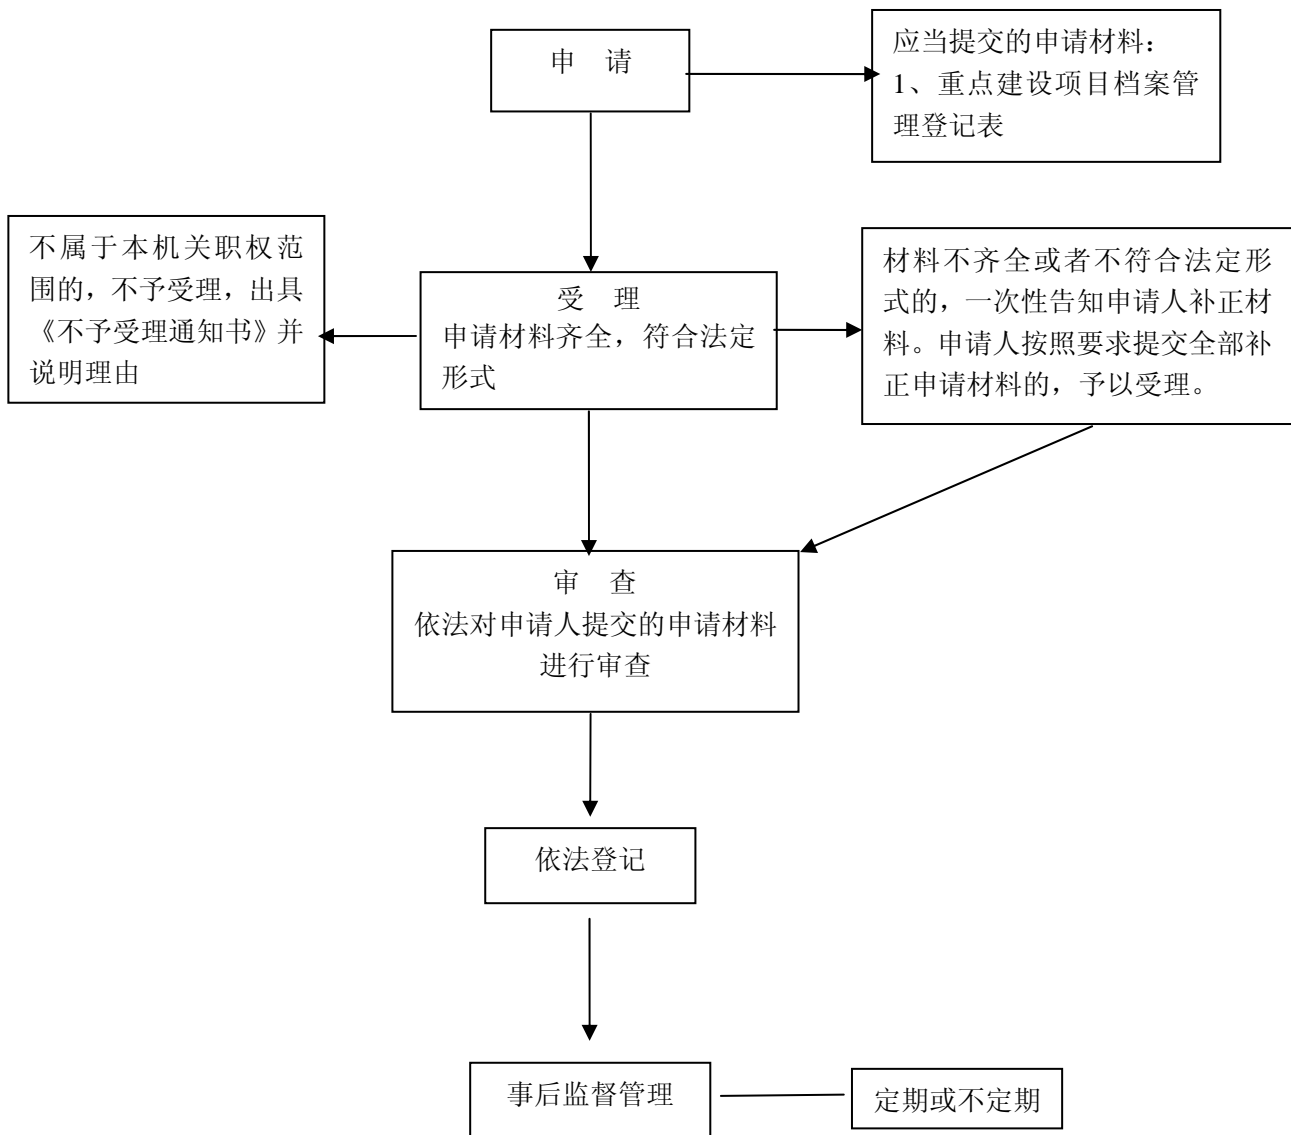 申 请
应当提交的申请材料：
1、重点建设项目档案管
理登记表
不属于本机关职权范
围的，不予受理，出具
《不予受理通知书》并
说明理由
受 理
申请材料齐全，符合法定
形式
材料不齐全或者不符合法定形
式的，一次性告知申请人补正材
料。申请人按照要求提交全部补
正申请材料的，予以受理。
审 查
依法对申请人提交的申请材料
进行审查
依法登记
事后监督管理
定期或不定期